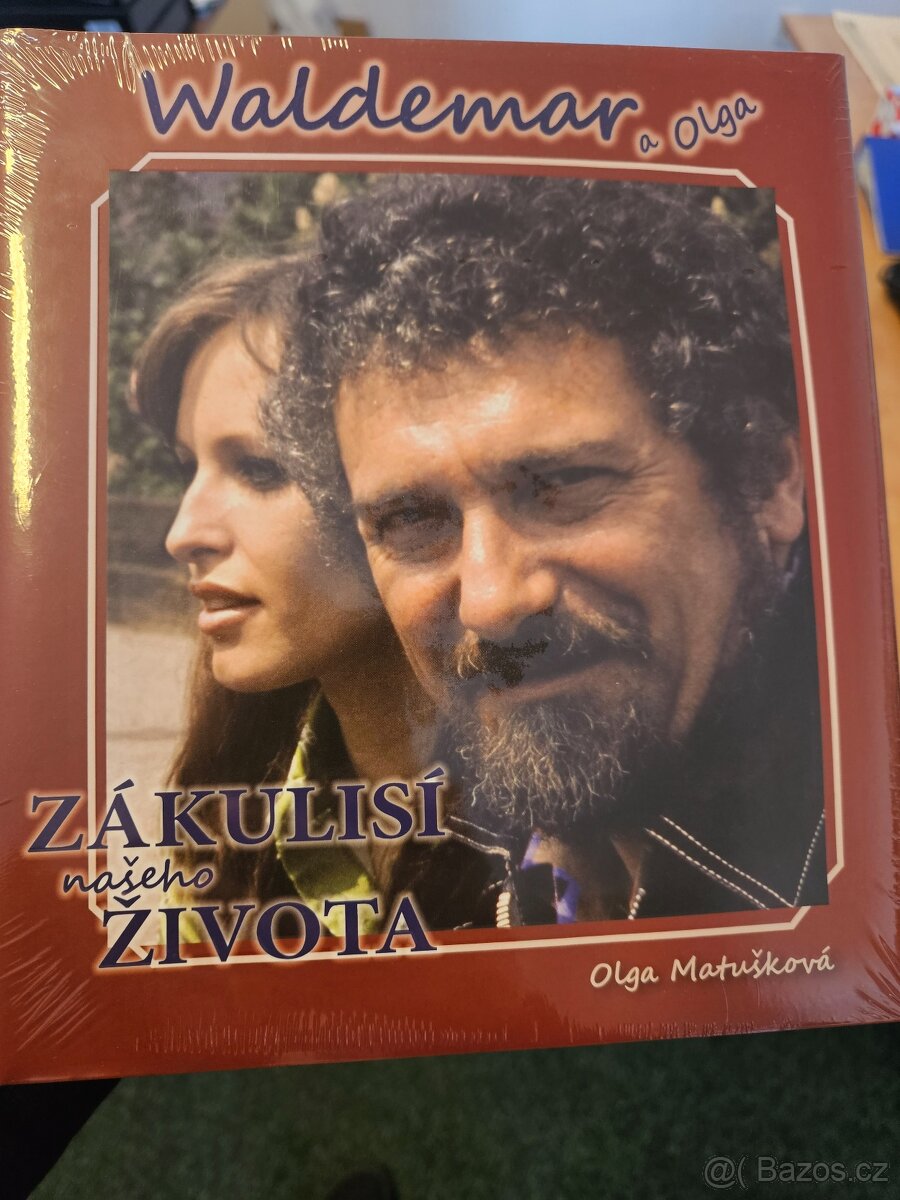 Waldemar
a Olga
ZÁKULISÍ
našeho
ŽIVOTA
Olga Matušková
@( Bazos.cz